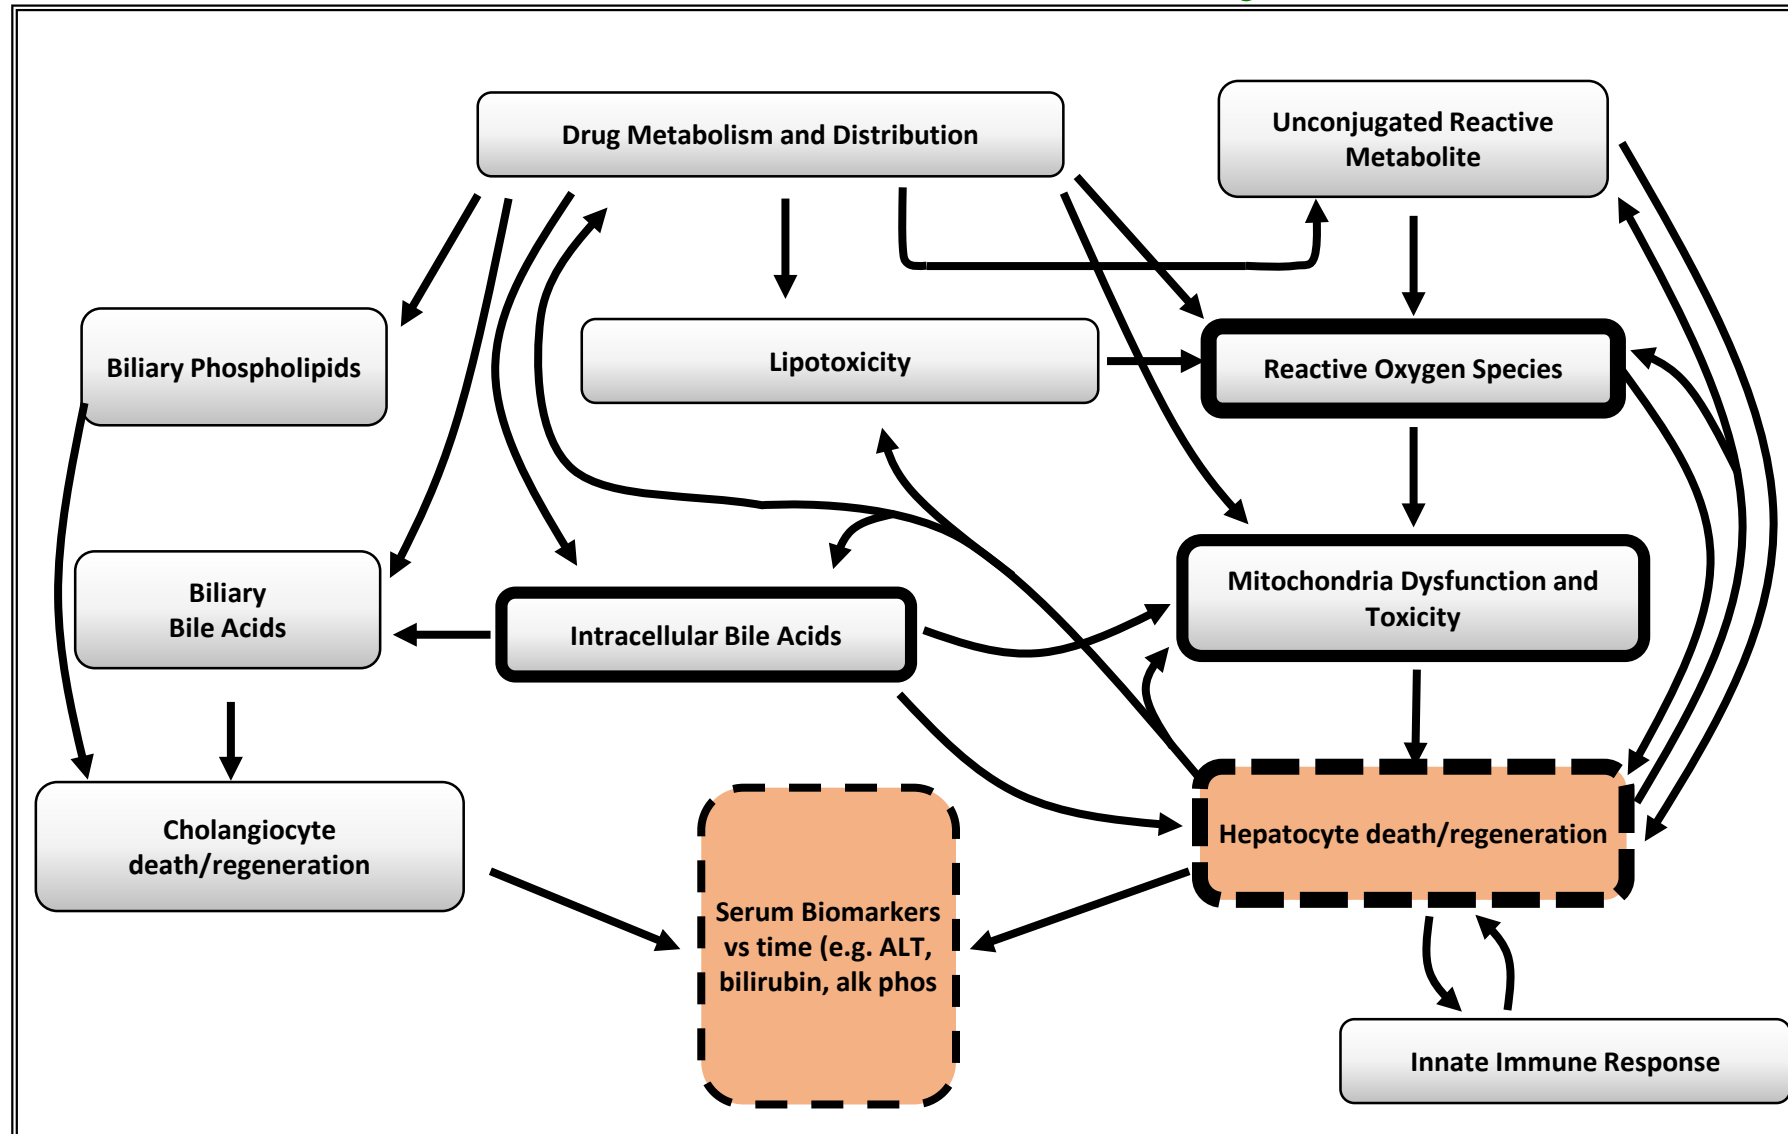 Drug Metabolism and Distribution
Unconjugated Reactive
Metabolite
Biliary Phospholipids
Lipotoxicity
Reactive Oxygen Species
Biliary
Bile Acids
Intracellular Bile Acids
Mitochondria Dysfunction and
Toxicity
Cholangiocyte
death/regeneration
Serum Biomarkers
vs time (e.g. ALT,
bilirubin, alk phos
Hepatocyte death/regeneration
Innate Immune Response